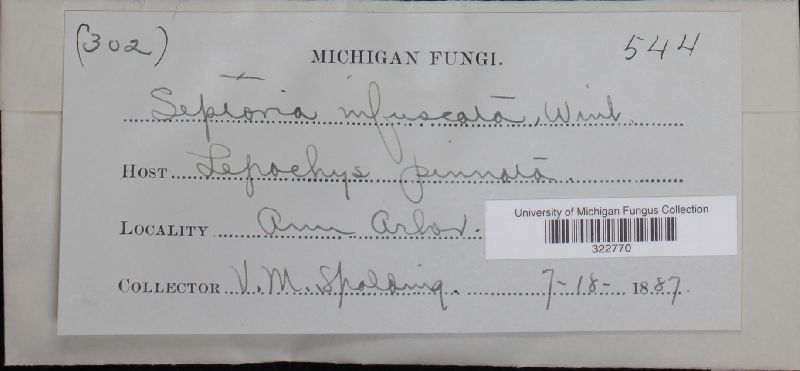 (302)
MICHIGAN FUNGI.
544
Septoria infuscata, Wint.
HOST Lepachys pinnata.
LOCALITY Ann Arbor.
University of Michigan Fungus Collection
322770
COLLECTOR V. M. Spalding. 7-18- 1887.